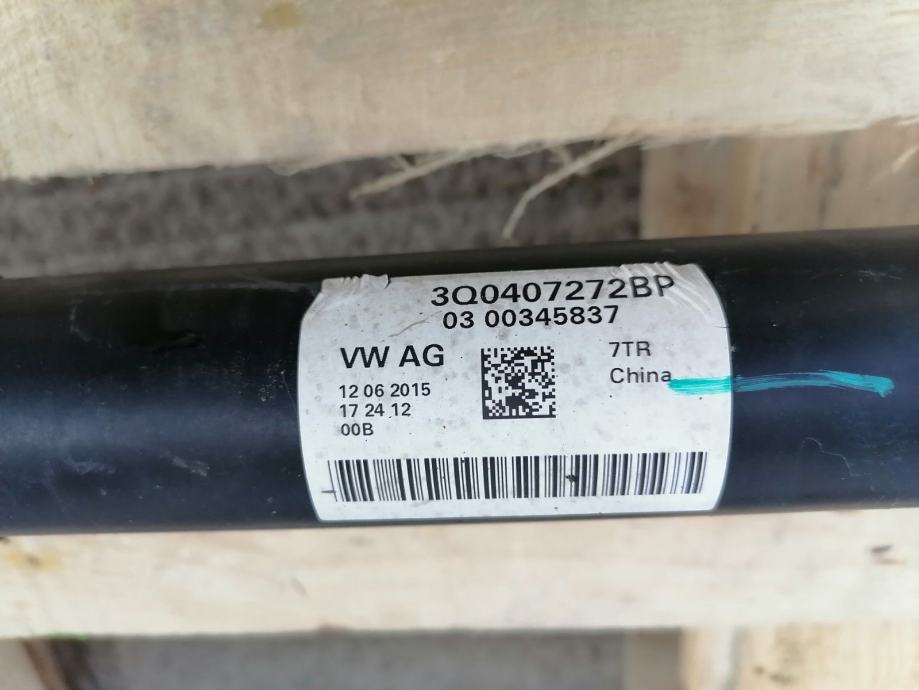 3Q0407272BP
03 00345837
VW AG
7TR
China
12 06 2015
17 24 12
00B